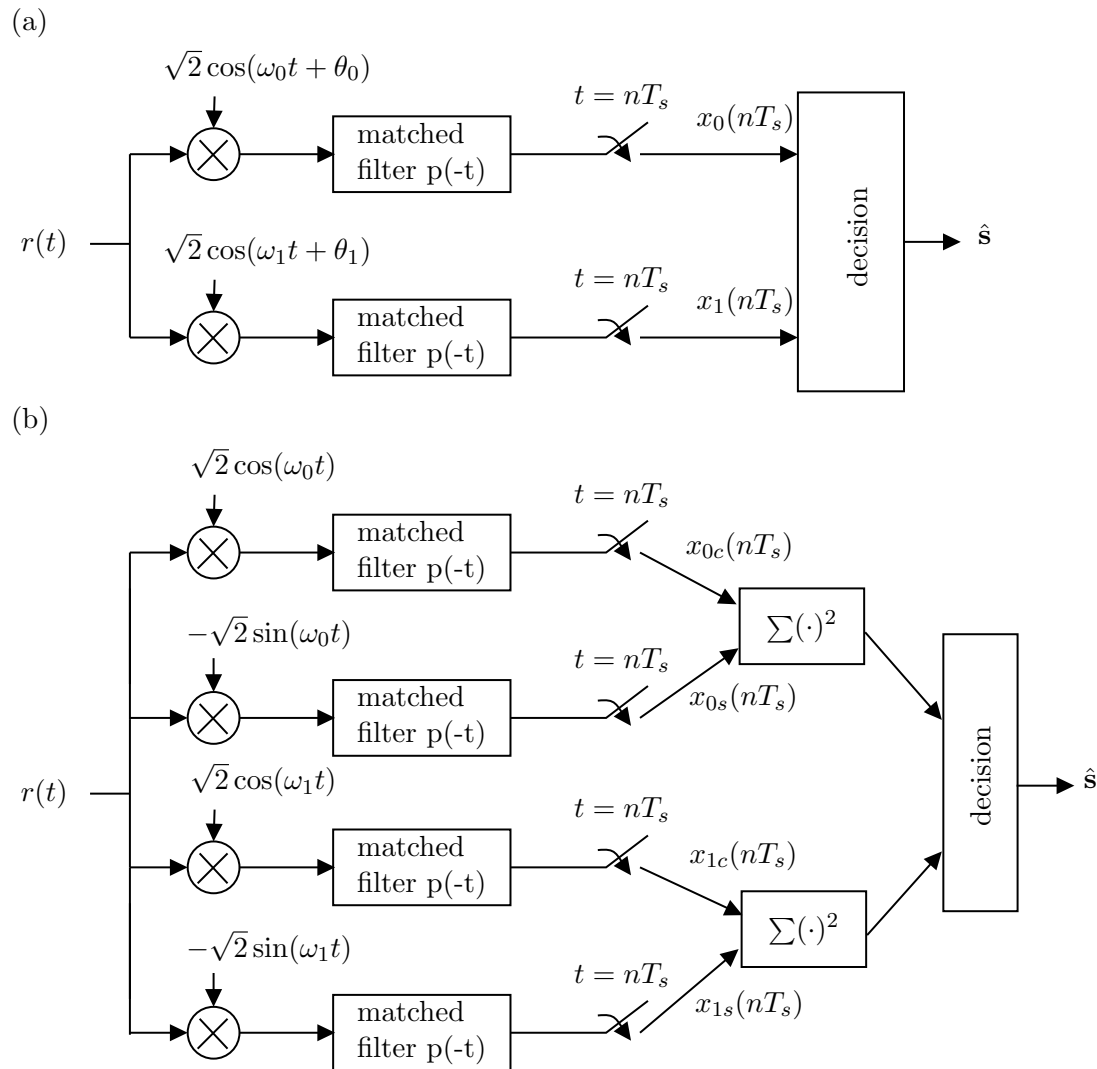 (a)
√2 cos(ω₀t + θ₀)
t = nTₛ
x₀(nTₛ)
matched
filter p(-t)
r(t)
√2 cos(ω₁t + θ₁)
t = nTₛ
x₁(nTₛ)
matched
filter p(-t)
decision
ŝ
(b)
√2 cos(ω₀t)
t = nTₛ
matched
filter p(-t)
x₀c(nTₛ)
∑(·)²
−√2 sin(ω₀t)
t = nTₛ
matched
filter p(-t)
x₀ₛ(nTₛ)
r(t)
√2 cos(ω₁t)
t = nTₛ
matched
filter p(-t)
x₁c(nTₛ)
∑(·)²
−√2 sin(ω₁t)
t = nTₛ
matched
filter p(-t)
x₁ₛ(nTₛ)
decision
ŝ